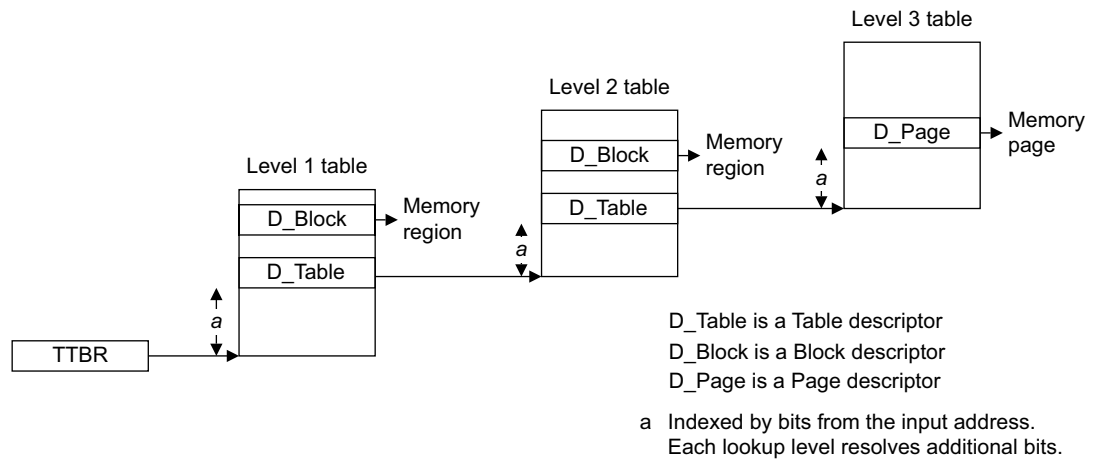 Level 3 table
Level 2 table
D_Page
Memory
page
D_Block
Memory
region
a
Level 1 table
D_Table
D_Block
Memory
region
a
D_Table
a
TTBR
D_Table is a Table descriptor
D_Block is a Block descriptor
D_Page is a Page descriptor
a Indexed by bits from the input address.
Each lookup level resolves additional bits.